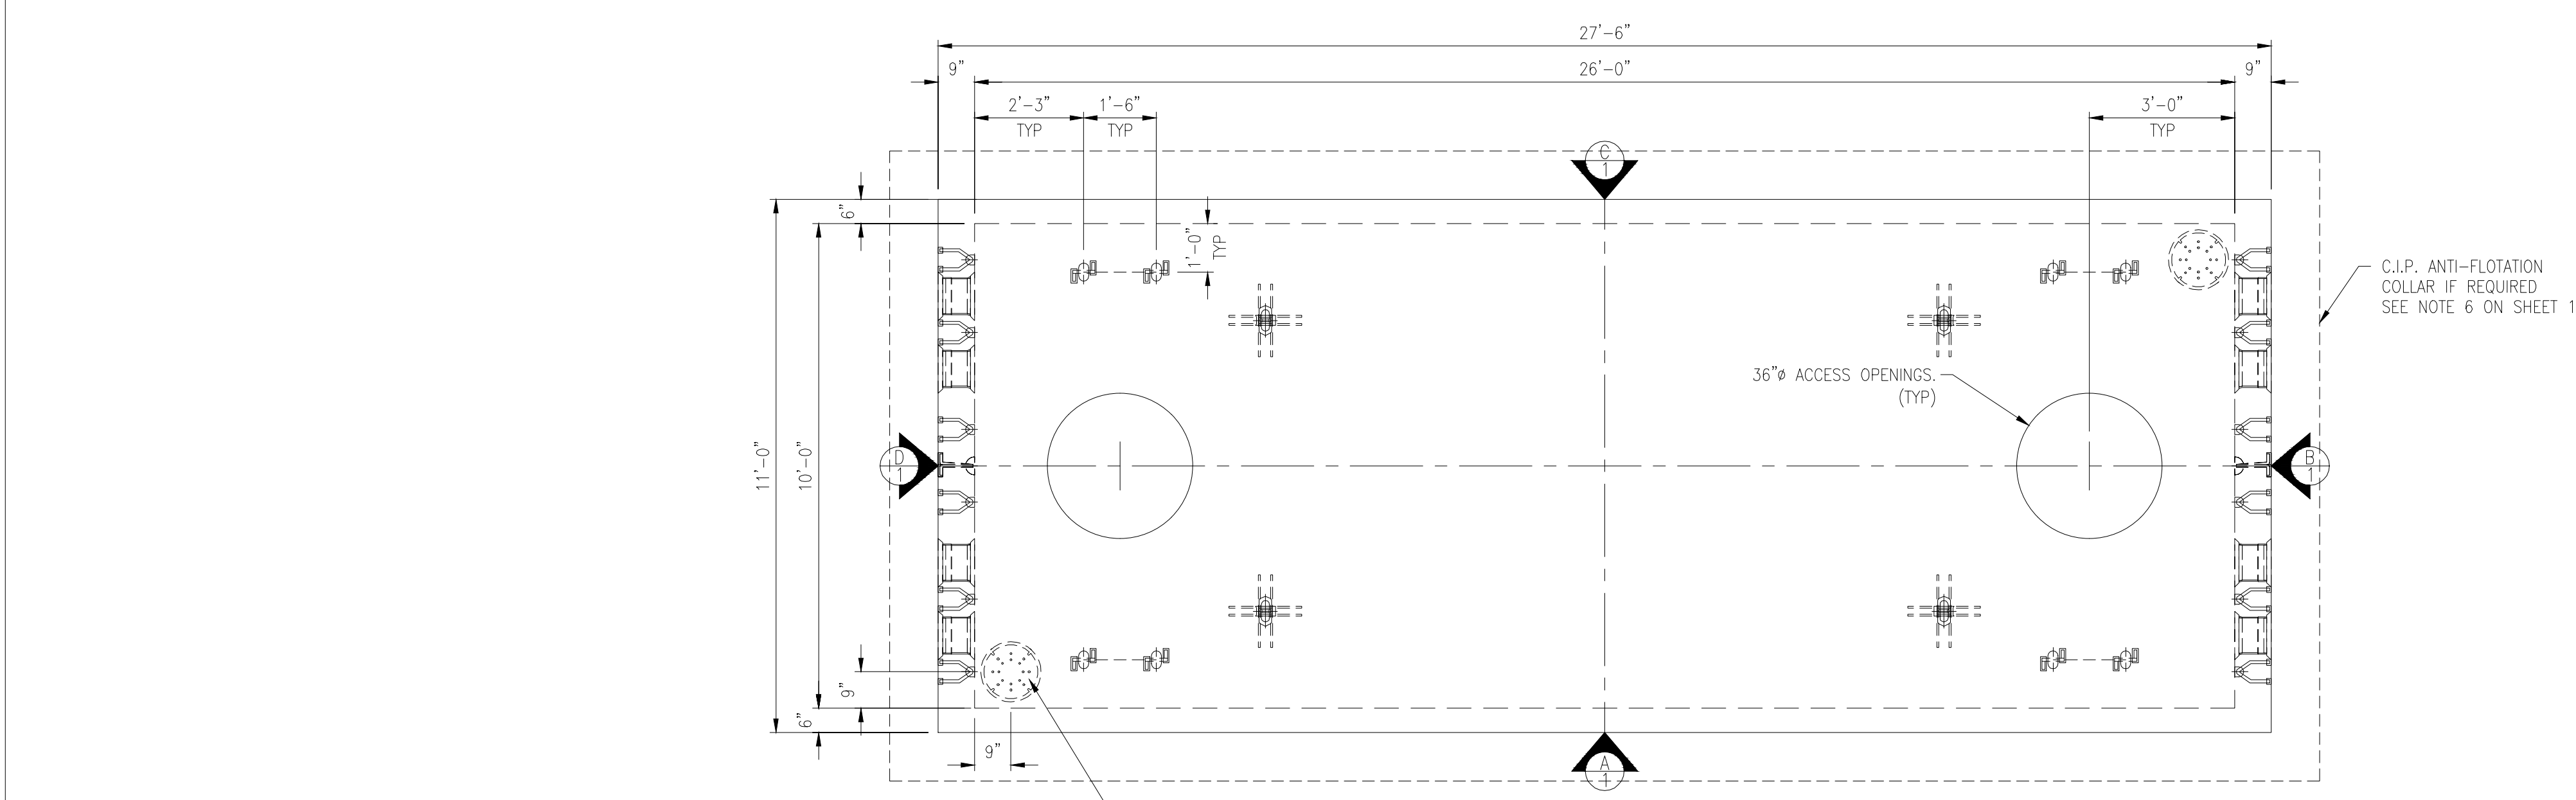 27'-6"
9"
26'-0"
9"
2'-3"
TYP
1'-6"
TYP
3'-0"
TYP
C
1
6"
1'-0"
TYP
C.I.P. ANTI-FLOTATION
COLLAR IF REQUIRED
SEE NOTE 6 ON SHEET 1
36"ø ACCESS OPENINGS.
(TYP)
11'-0"
10'-0"
D
1
B
1
9"
6"
9"
A
1